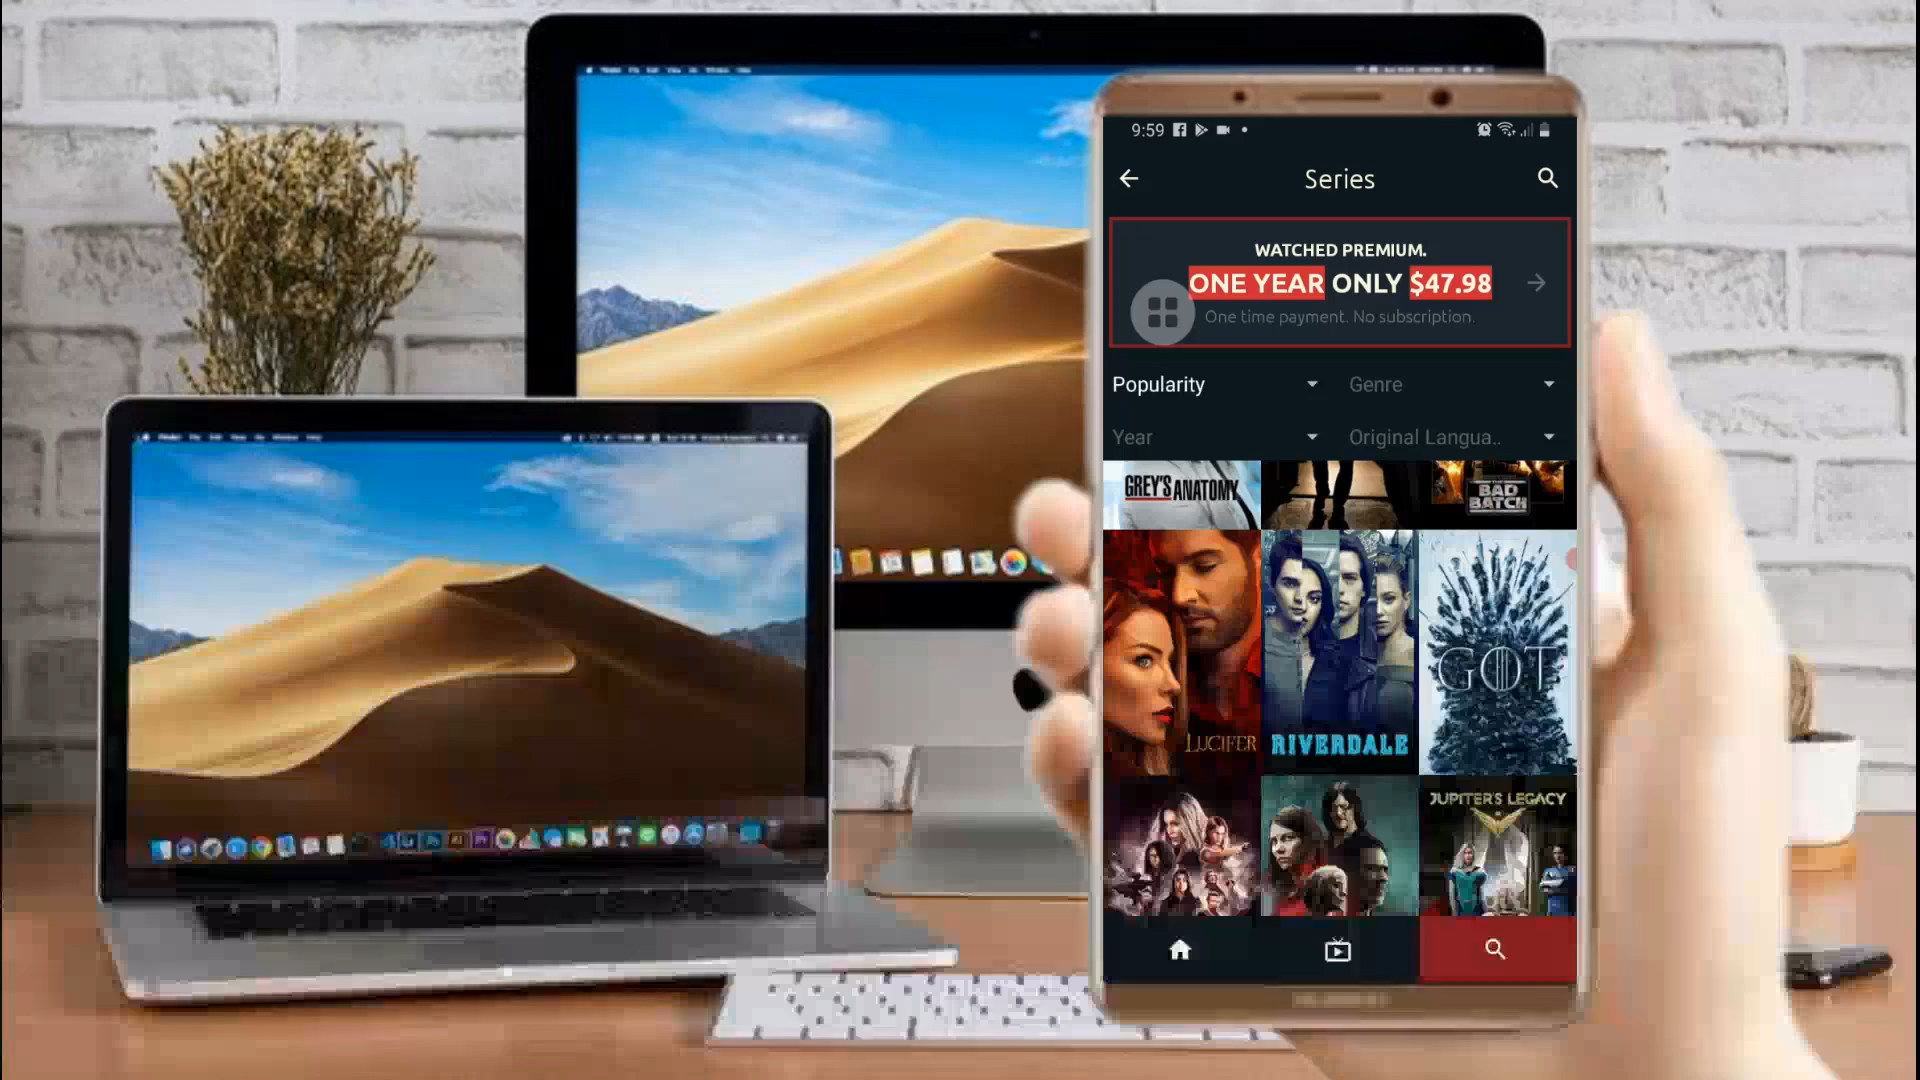 9:59
Series
WATCHED PREMIUM.
ONE YEAR ONLY $47.98
One time payment. No subscription.
Popularity
Genre
Year
Original Langua..
GREY'S ANATOMY
BAD
BATCH
LUCIFER
RIVERDALE
GOT
JUPITER'S LEGACY